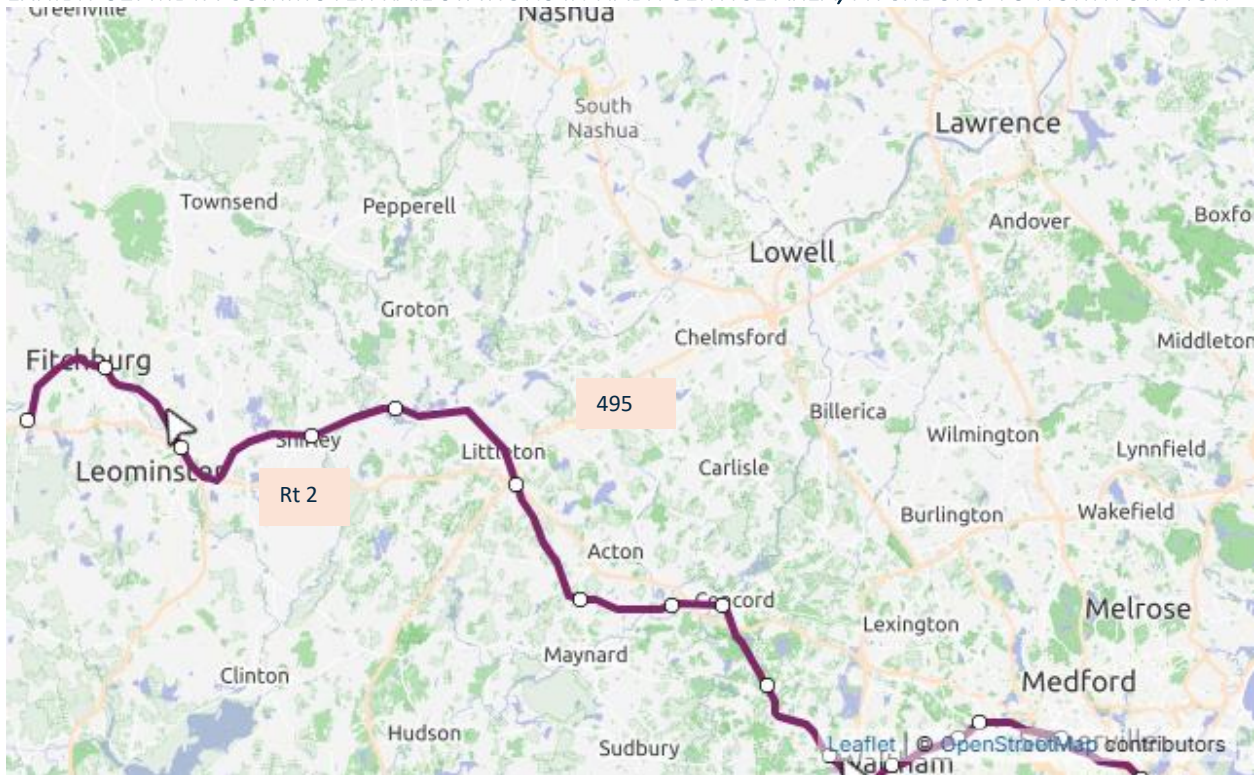 Greenville
Nashua
South
Nashua
Lawrence
Townsend
Pepperell
Andover
Boxfo
Lowell
Groton
Chelmsford
Middleton
Fitchburg
495
Billerica
Shirley
Littleton
Wilmington
Lynnfield
Leominster
Carlisle
Rt 2
Burlington
Wakefield
Acton
Concord
Melrose
Lexington
Maynard
Clinton
Medford
Hudson
Sudbury
Leaflet | © OpenStreetMap contributors
Waltham